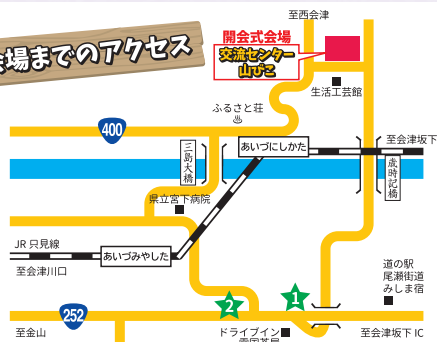 至西会津
会場までのアクセス
開会式会場
交流センター
山びこ
生活工芸館
ふるさと荘
400
至会津坂下
あいづにしかた
三島大橋
歳時記橋
県立宮下病院
JR 只見線
あいづみやした
至会津川口
道の駅
尾瀬街道
みしま宿
2
1
252
至金山
ドライブイン
至会津坂下 IC